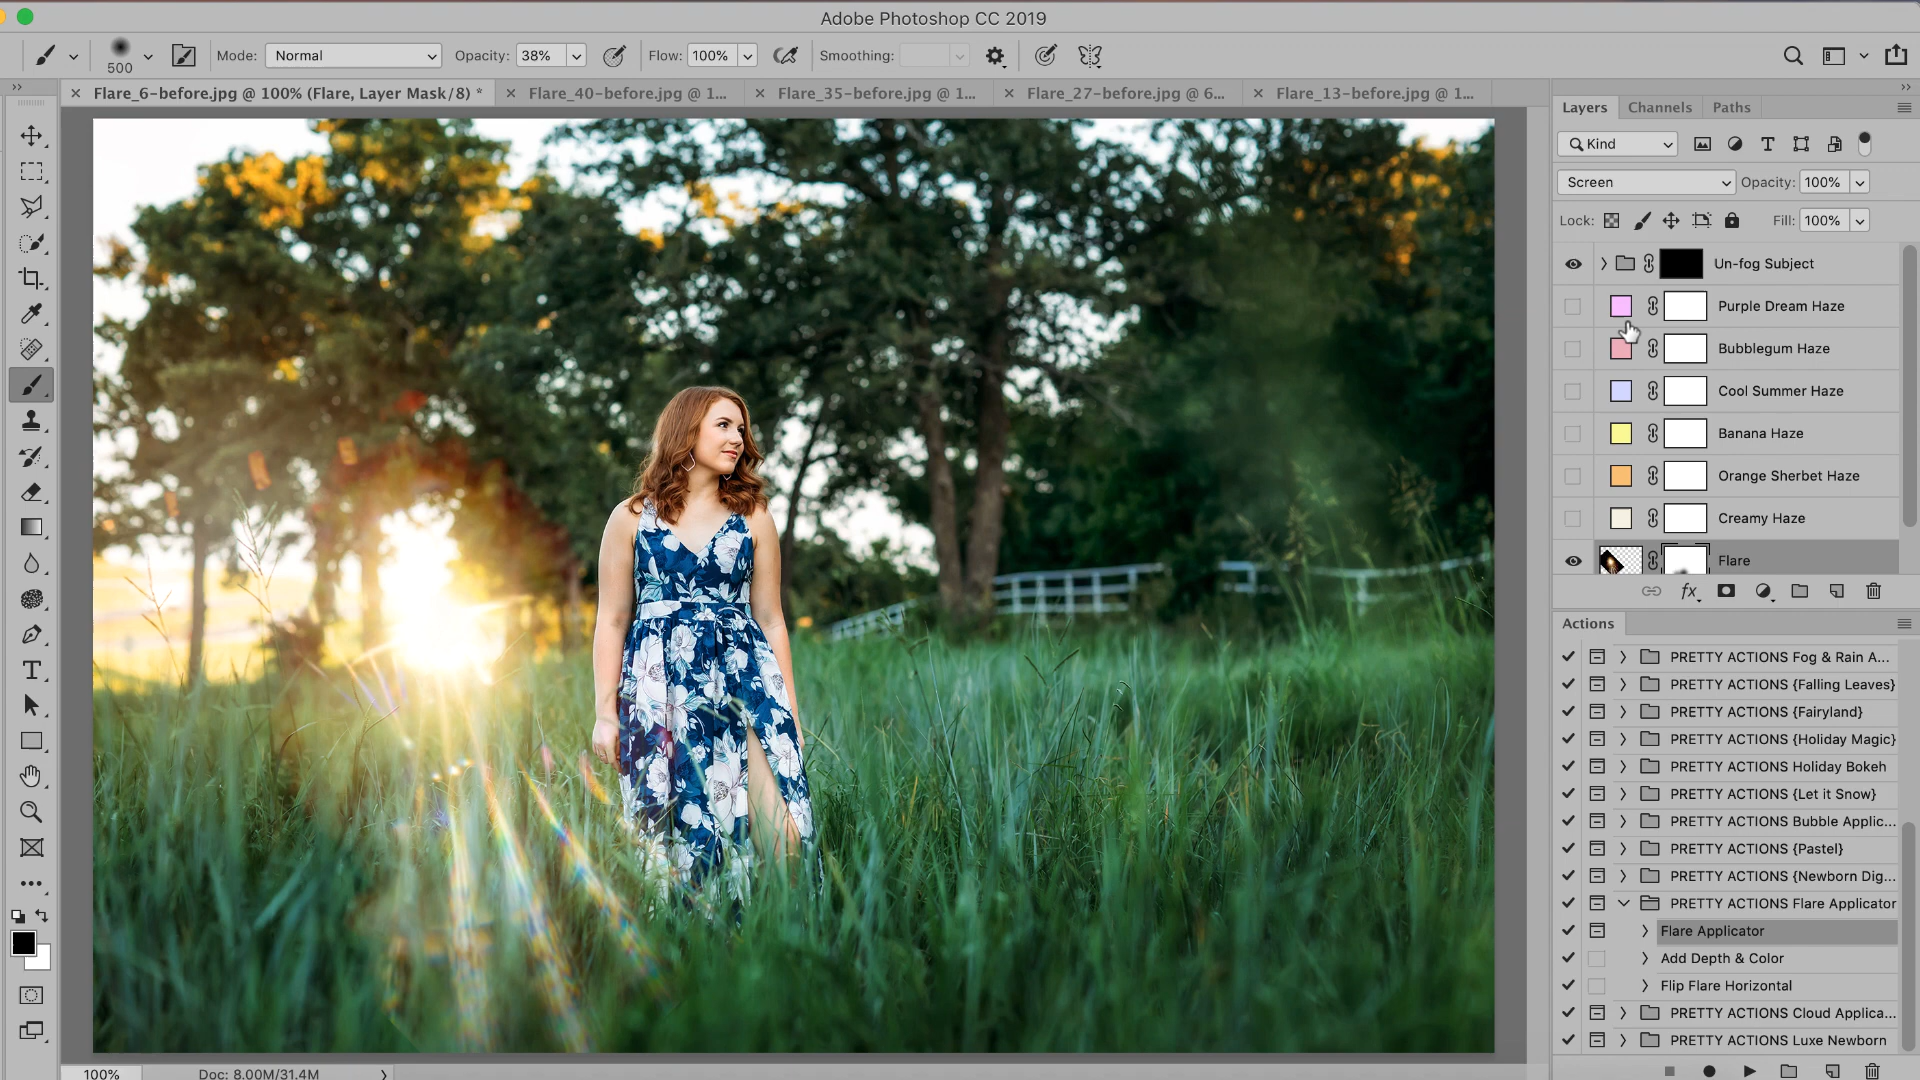 Adobe Photoshop CC 2019
500
Mode: Normal Opacity: 38% Flow: 100% Smoothing:
Flare_6-before.jpg @ 100% (Flare, Layer Mask/8) *
Flare_40-before.jpg @ 1...
Flare_35-before.jpg @ 1...
Flare_27-before.jpg @ 6...
Flare_13-before.jpg @ 1...
Layers Channels Paths
Kind
Screen Opacity: 100%
Lock: Fill: 100%
Un-fog Subject
Purple Dream Haze
Bubblegum Haze
Cool Summer Haze
Banana Haze
Orange Sherbet Haze
Creamy Haze
Flare
fx
Actions
PRETTY ACTIONS Fog & Rain A...
PRETTY ACTIONS {Falling Leaves}
PRETTY ACTIONS {Fairyland}
PRETTY ACTIONS {Holiday Magic}
PRETTY ACTIONS Holiday Bokeh
PRETTY ACTIONS {Let it Snow}
PRETTY ACTIONS Bubble Applic...
PRETTY ACTIONS {Pastel}
PRETTY ACTIONS {Newborn Dig...
PRETTY ACTIONS Flare Applicator
Flare Applicator
Add Depth & Color
Flip Flare Horizontal
PRETTY ACTIONS Cloud Applica...
PRETTY ACTIONS Luxe Newborn
100% Doc: 8.00M/31.4M